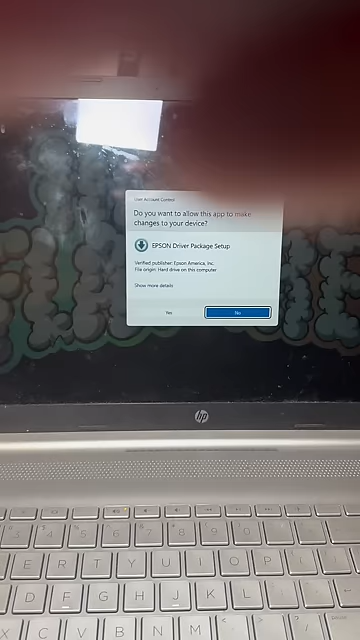 User Account Control
Do you want to allow this app to make
changes to your device?
EPSON Driver Package Setup
Verified publisher: Epson America, Inc.
File origin: Hard drive on this computer
Show more details
Yes
No
hp
E R T Y U I O P
D F G H J K L
X C V B N M